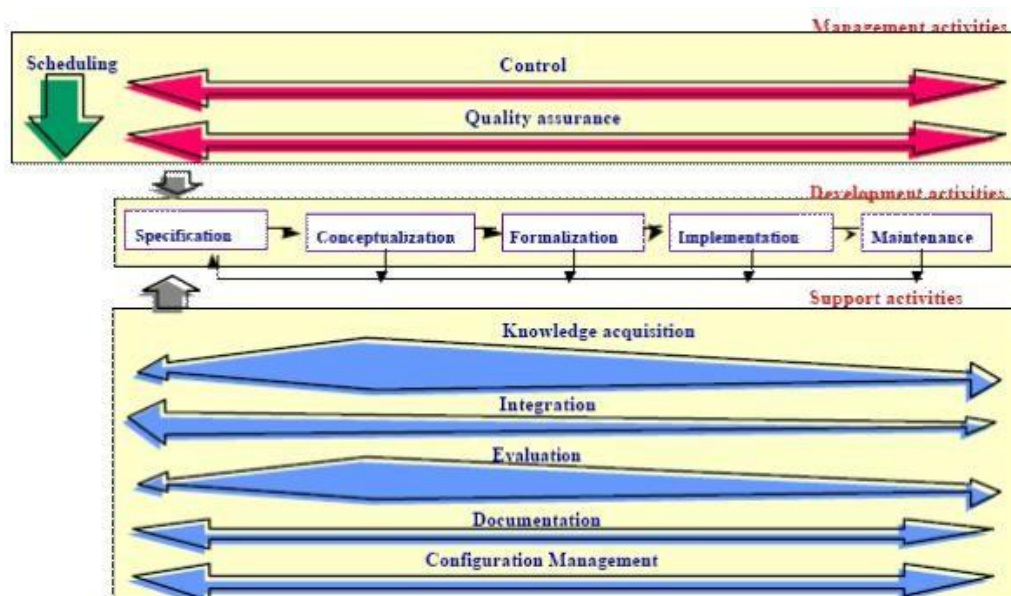 Management activities
Scheduling
Control
Quality assurance
Development activities
Specification
Conceptualization
Formalization
Implementation
Maintenance
Support activities
Knowledge acquisition
Integration
Evaluation
Documentation
Configuration Management